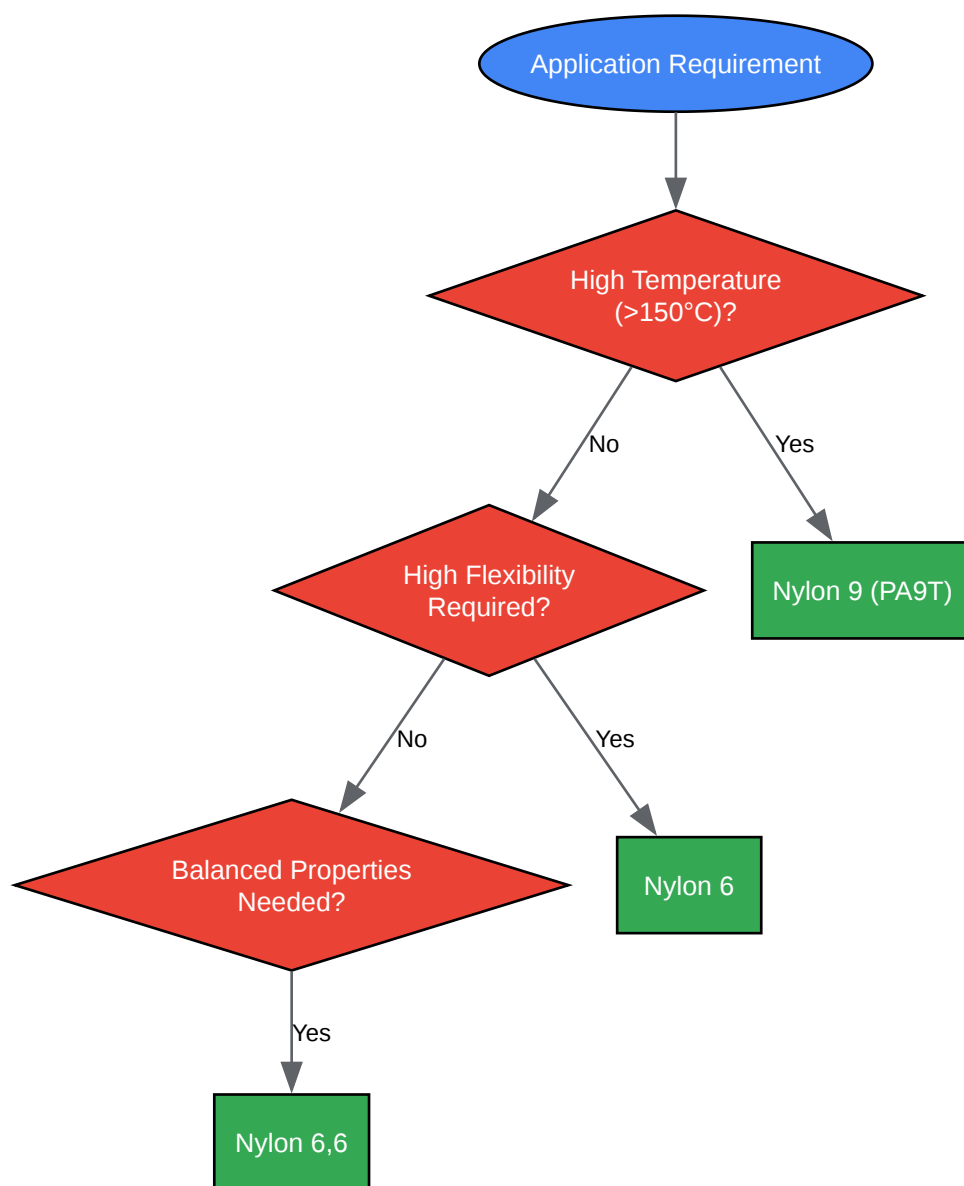 Application Requirement
High Temperature
(>150°C)?
No
Yes
High Flexibility
Required?
Nylon 9 (PA9T)
No
Yes
Balanced Properties
Needed?
Nylon 6
Yes
Nylon 6,6